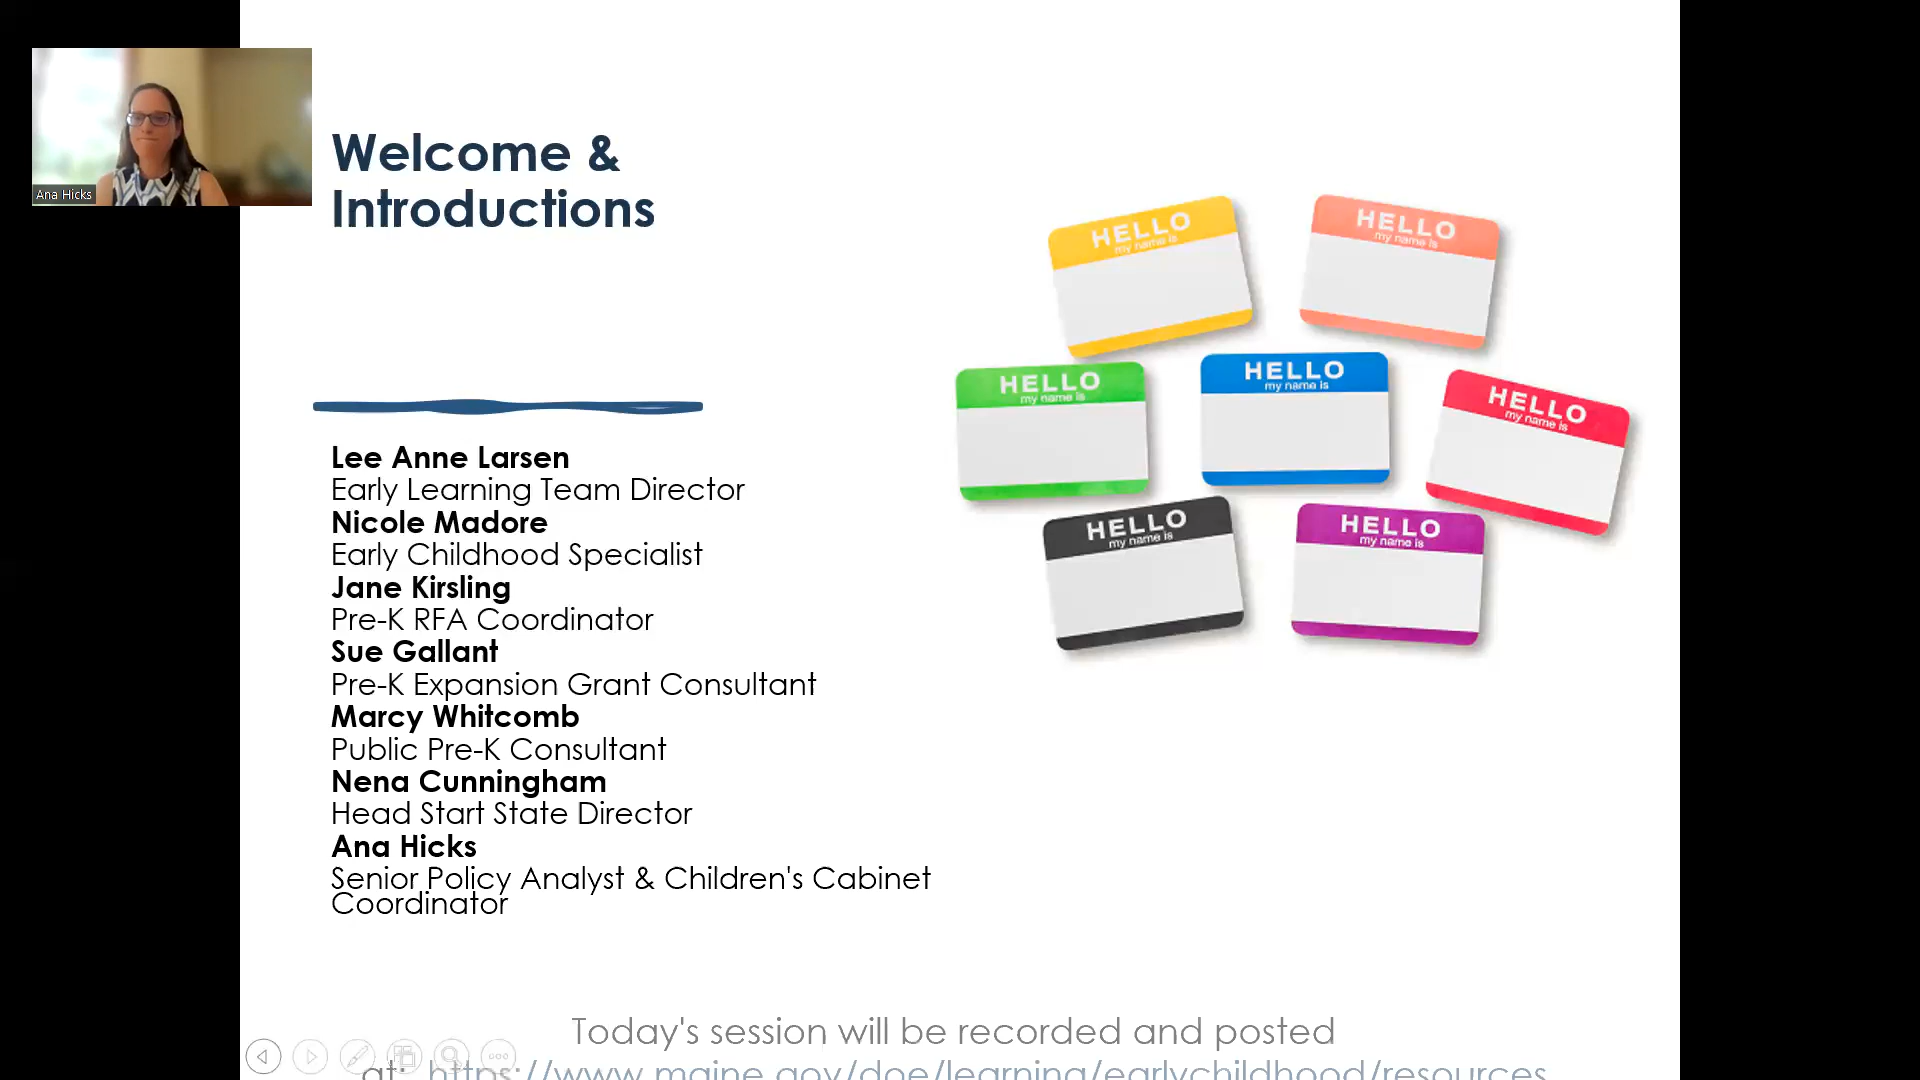 Ana Hicks
Welcome &
Introductions
Lee Anne Larsen
Early Learning Team Director
Nicole Madore
Early Childhood Specialist
Jane Kirsling
Pre-K RFA Coordinator
Sue Gallant
Pre-K Expansion Grant Consultant
Marcy Whitcomb
Public Pre-K Consultant
Nena Cunningham
Head Start State Director
Ana Hicks
Senior Policy Analyst & Children's Cabinet
Coordinator
HELLO
my name is
HELLO
my name is
HELLO
my name is
HELLO
my name is
HELLO
my name is
HELLO
my name is
HELLO
my name is
Today's session will be recorded and posted
at: https://www.maine.gov/doe/learning/earlychildhood/resources